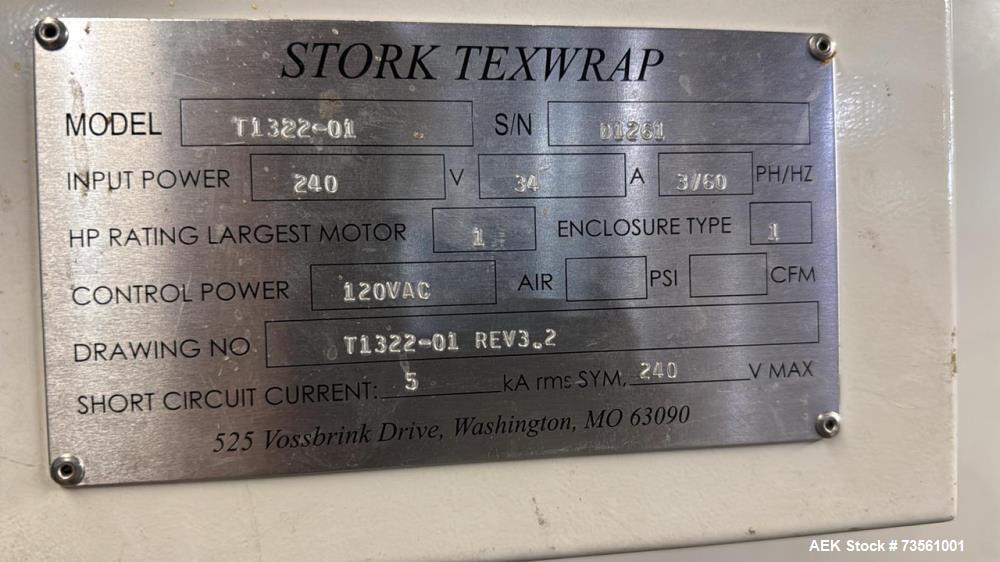 STORK TEXWRAP
MODEL T1322-01 S/N D1261
INPUT POWER 240 V 34 A 3/60 PH/HZ
HP RATING LARGEST MOTOR 1 ENCLOSURE TYPE 1
CONTROL POWER 120VAC AIR PSI CFM
DRAWING NO T1322-01 REV3.2
SHORT CIRCUIT CURRENT: 5 kA rms SYM, 240 V MAX
525 Vossbrink Drive, Washington, MO 63090
AEK Stock # 73561001